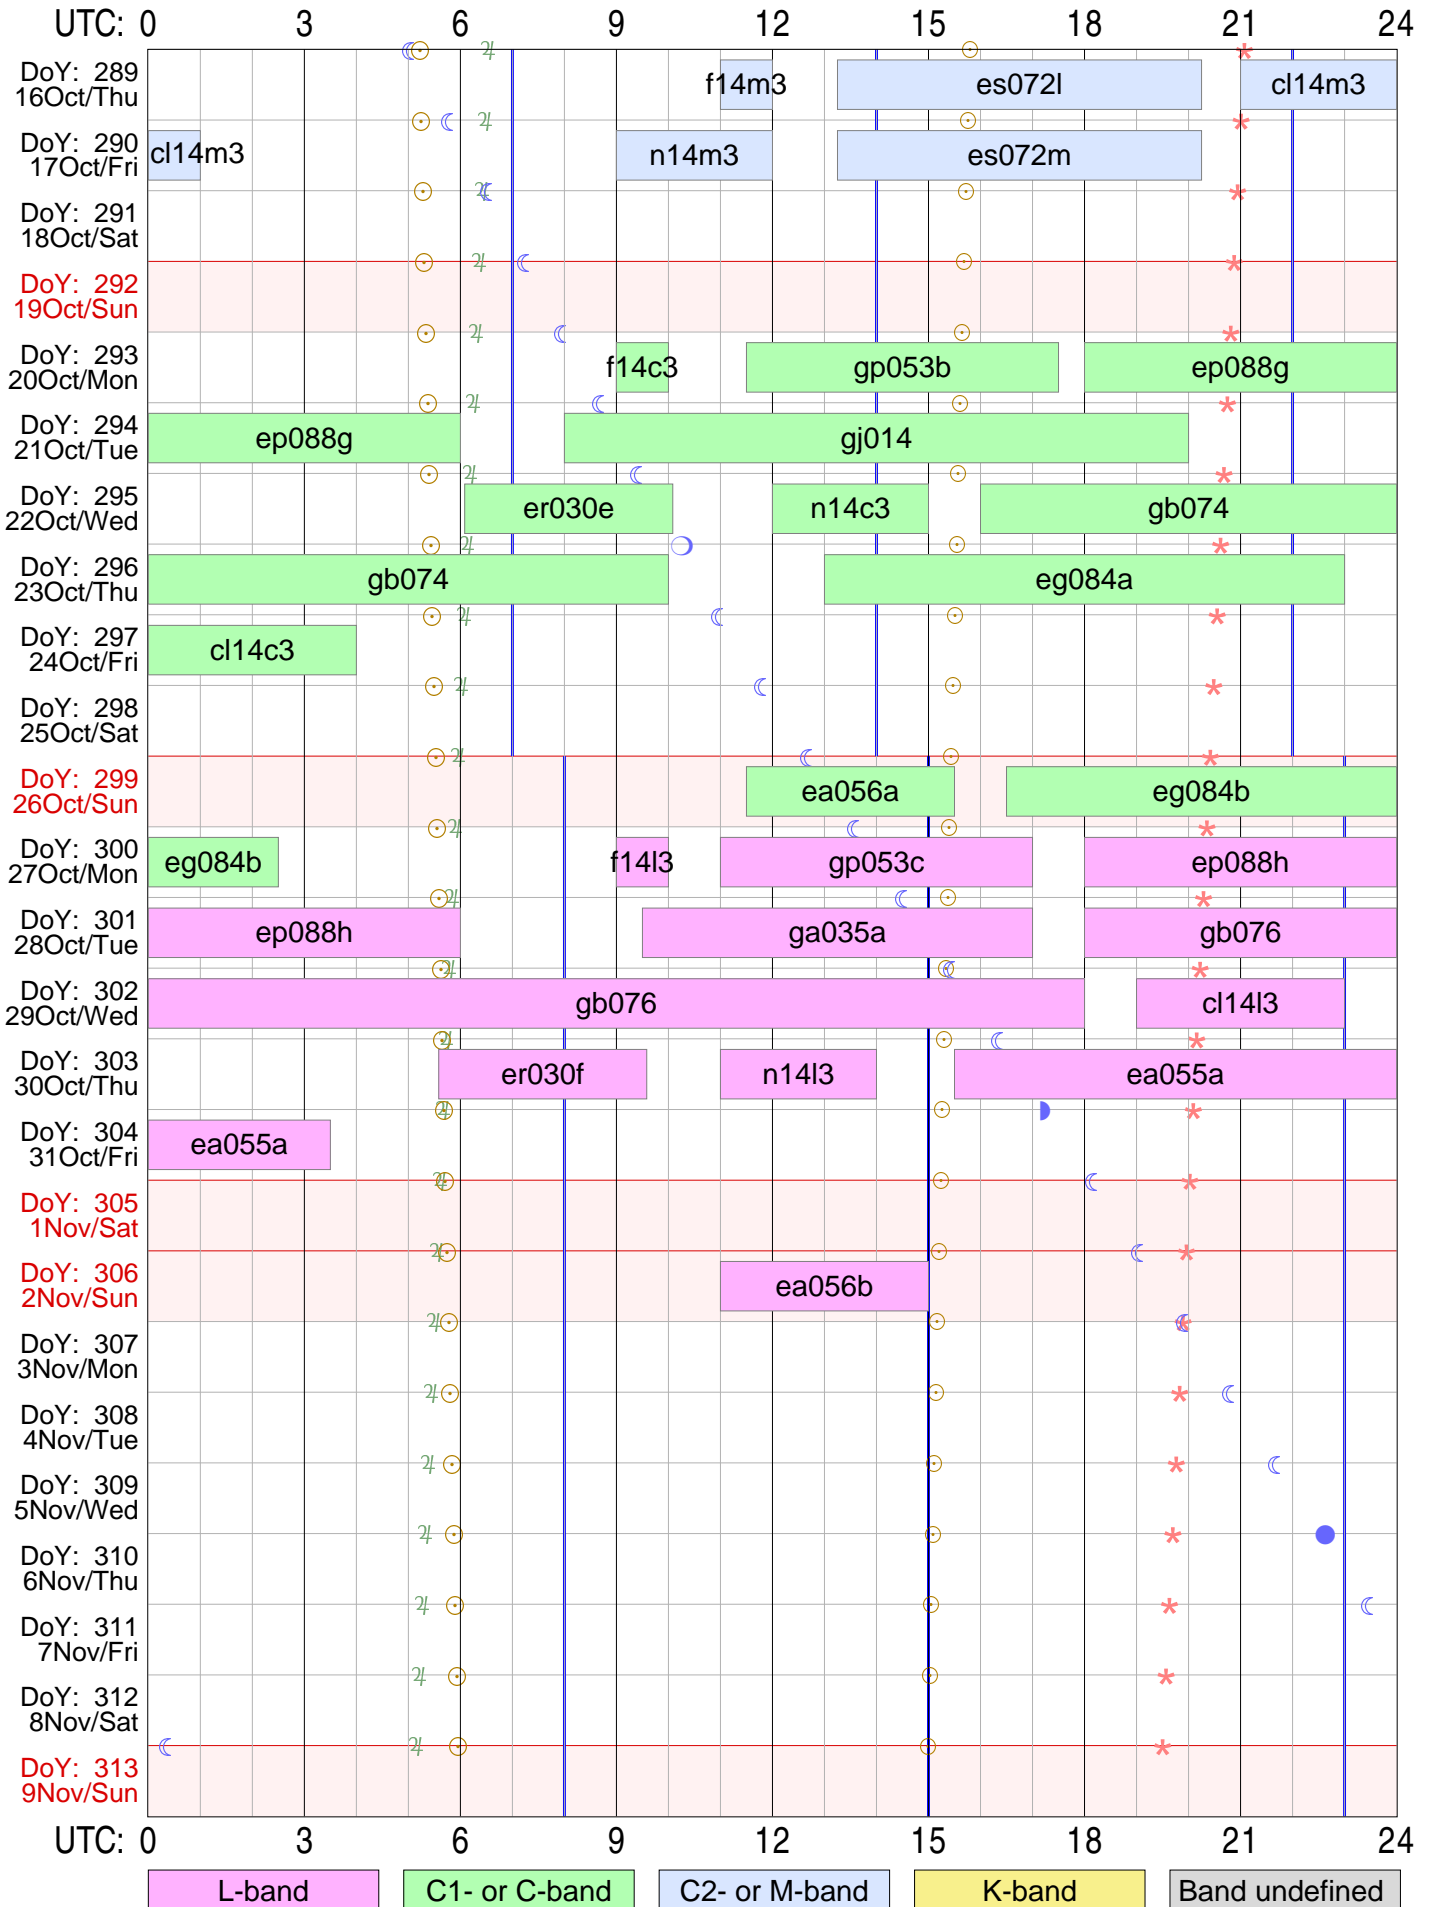 UTC: 0 3 6 9 12 15 18 21 24
DoY: 289
16Oct/Thu
f14m3 es072l cl14m3
DoY: 290
17Oct/Fri
cl14m3 n14m3 es072m
DoY: 291
18Oct/Sat
DoY: 292
19Oct/Sun
DoY: 293
20Oct/Mon
f14c3 gp053b ep088g
DoY: 294
21Oct/Tue
ep088g gj014
DoY: 295
22Oct/Wed
er030e n14c3 gb074
DoY: 296
23Oct/Thu
gb074 eg084a
DoY: 297
24Oct/Fri
cl14c3
DoY: 298
25Oct/Sat
DoY: 299
26Oct/Sun
ea056a eg084b
DoY: 300
27Oct/Mon
eg084b f14l3 gp053c ep088h
DoY: 301
28Oct/Tue
ep088h ga035a gb076
DoY: 302
29Oct/Wed
gb076 cl14l3
DoY: 303
30Oct/Thu
er030f n14l3 ea055a
DoY: 304
31Oct/Fri
ea055a
DoY: 305
1Nov/Sat
DoY: 306
2Nov/Sun
ea056b
DoY: 307
3Nov/Mon
DoY: 308
4Nov/Tue
DoY: 309
5Nov/Wed
DoY: 310
6Nov/Thu
DoY: 311
7Nov/Fri
DoY: 312
8Nov/Sat
DoY: 313
9Nov/Sun
UTC: 0 3 6 9 12 15 18 21 24
L-band C1- or C-band C2- or M-band K-band Band undefined